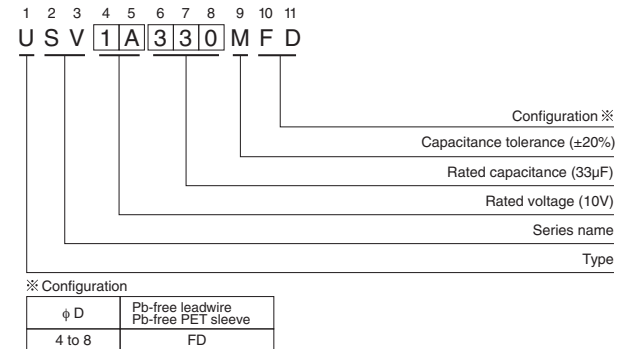 1 2 3 4 5 6 7 8 9 10 11
U S V 1 A 3 3 0 M F D
Configuration ※
Capacitance tolerance (±20%)
Rated capacitance (33µF)
Rated voltage (10V)
Series name
Type
※ Configuration
ϕ D
Pb-free leadwire
Pb-free PET sleeve
4 to 8
FD